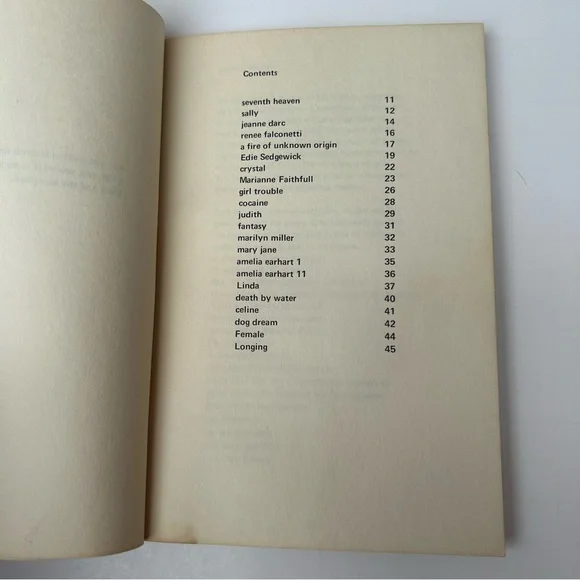 Contents
seventh heaven 11
sally 12
jeanne darc 14
renee falconetti 16
a fire of unknown origin 17
Edie Sedgewick 19
crystal 22
Marianne Faithfull 23
girl trouble 26
cocaine 28
judith 29
fantasy 31
marilyn miller 32
mary jane 33
amelia earhart 1 35
amelia earhart 11 36
Linda 37
death by water 40
celine 41
dog dream 42
Female 44
Longing 45